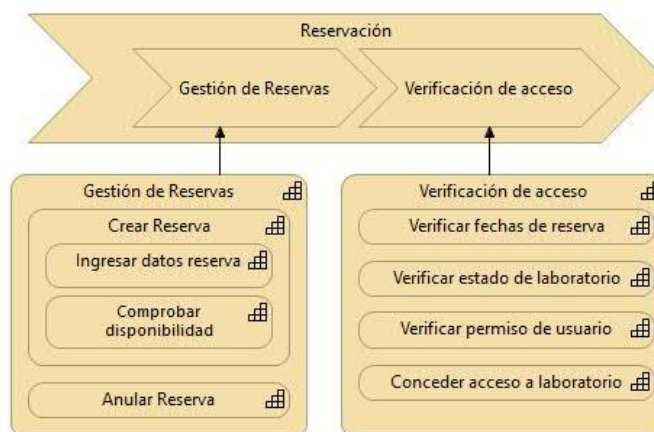 Reservación
Gestión de Reservas
Verificación de acceso
Gestión de Reservas
Crear Reserva
Ingresar datos reserva
Comprobar
disponibilidad
Anular Reserva
Verificación de acceso
Verificar fechas de reserva
Verificar estado de laboratorio
Verificar permiso de usuario
Conceder acceso a laboratorio